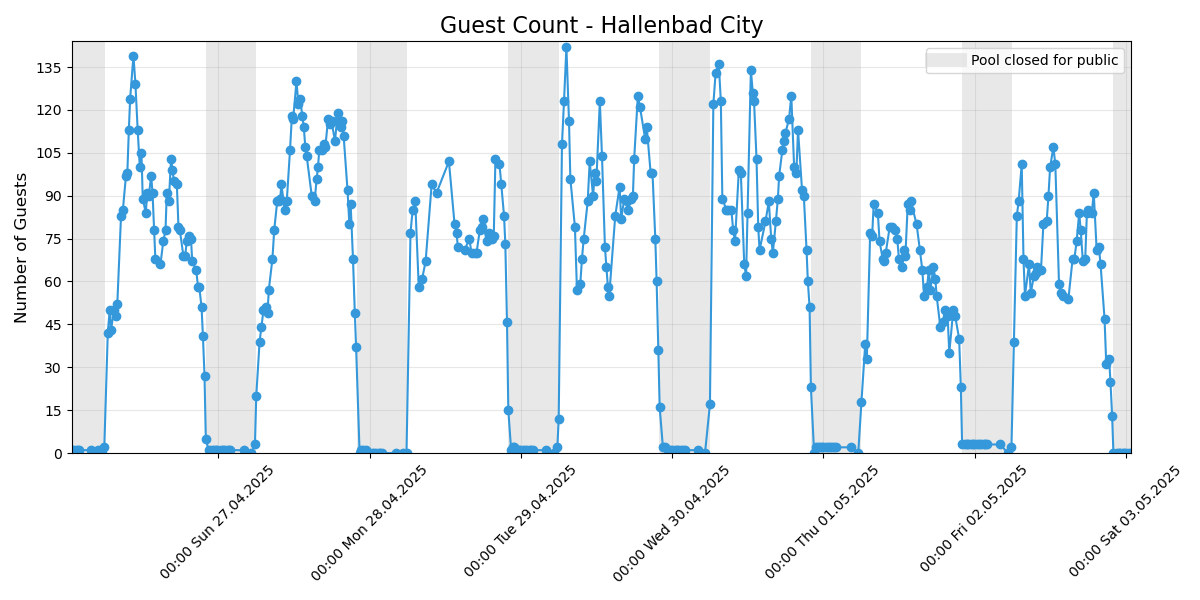 Guest Count - Hallenbad City
Pool closed for public
Number of Guests
135
120
105
90
75
60
45
30
15
0
00:00 Sun 27.04.2025
00:00 Mon 28.04.2025
00:00 Tue 29.04.2025
00:00 Wed 30.04.2025
00:00 Thu 01.05.2025
00:00 Fri 02.05.2025
00:00 Sat 03.05.2025